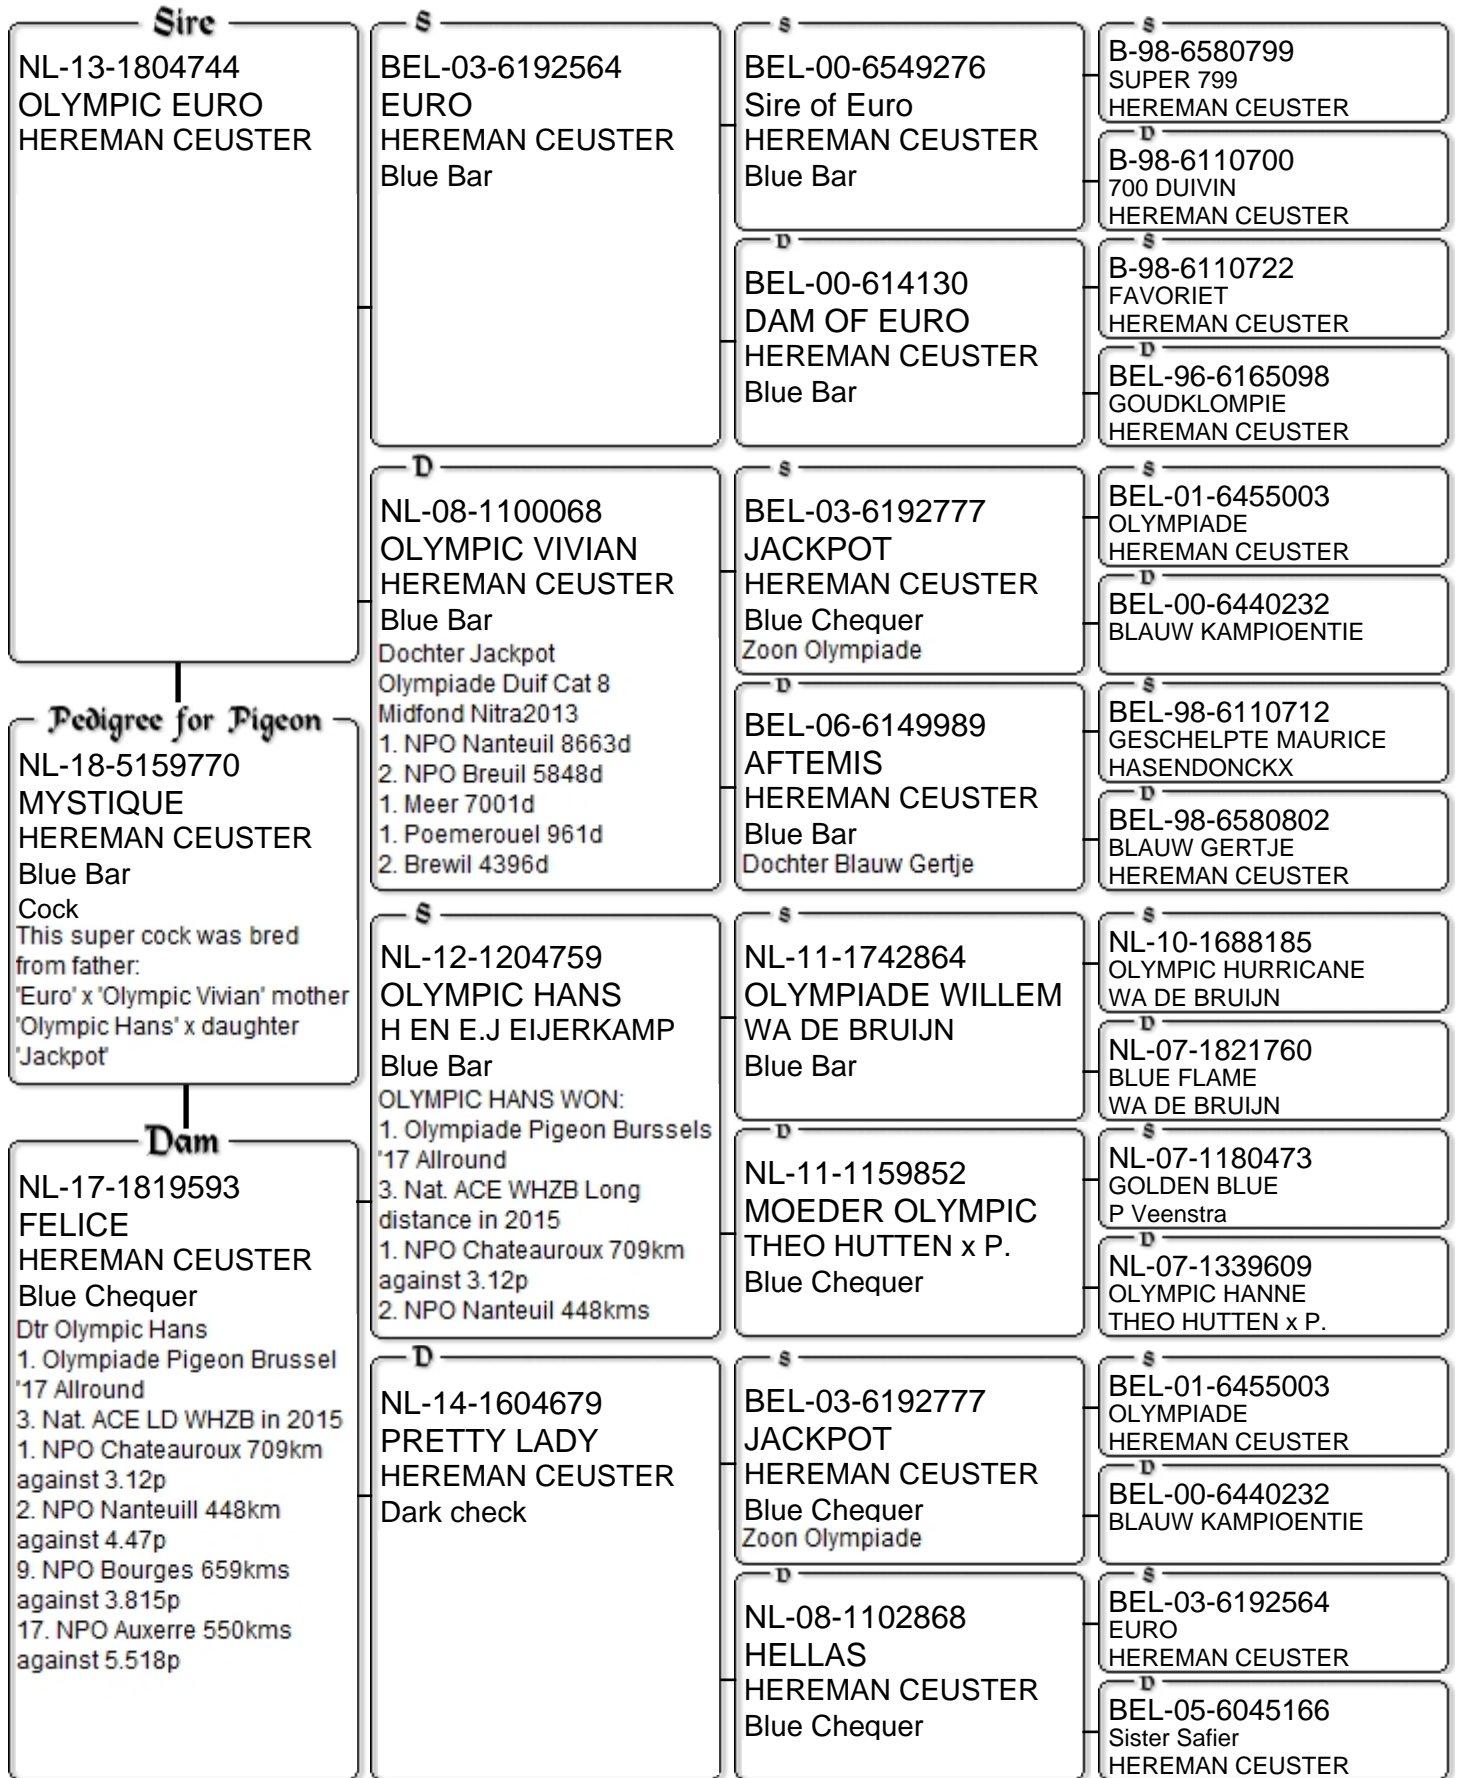 Sire
NL-13-1804744
OLYMPIC EURO
HEREMAN CEUSTER
Pedigree for Pigeon
NL-18-5159770
MYSTIQUE
HEREMAN CEUSTER
Blue Bar
Cock
This super cock was bred
from father:
'Euro' x 'Olympic Vivian' mother
'Olympic Hans' x daughter
'Jackpot'
Dam
NL-17-1819593
FELICE
HEREMAN CEUSTER
Blue Chequer
Dtr Olympic Hans
1. Olympiade Pigeon Brussel
'17 Allround
3. Nat. ACE LD WHZB in 2015
1. NPO Chateauroux 709km
against 3.12p
2. NPO Nanteuill 448km
against 4.47p
9. NPO Bourges 659kms
against 3.815p
17. NPO Auxerre 550kms
against 5.518p
S
BEL-03-6192564
EURO
HEREMAN CEUSTER
Blue Bar
D
NL-08-1100068
OLYMPIC VIVIAN
HEREMAN CEUSTER
Blue Bar
Dochter Jackpot
Olympiade Duif Cat 8
Midfond Nitra2013
1. NPO Nanteuil 8663d
2. NPO Breuil 5848d
1. Meer 7001d
1. Poemerouel 961d
2. Brewil 4396d
S
NL-12-1204759
OLYMPIC HANS
H EN E.J EIJERKAMP
Blue Bar
OLYMPIC HANS WON:
1. Olympiade Pigeon Burssels
'17 Allround
3. Nat. ACE WHZB Long
distance in 2015
1. NPO Chateauroux 709km
against 3.12p
2. NPO Nanteuil 448kms
D
NL-14-1604679
PRETTY LADY
HEREMAN CEUSTER
Dark check
S
BEL-00-6549276
Sire of Euro
HEREMAN CEUSTER
Blue Bar
D
BEL-00-614130
DAM OF EURO
HEREMAN CEUSTER
Blue Bar
S
BEL-03-6192777
JACKPOT
HEREMAN CEUSTER
Blue Chequer
Zoon Olympiade
D
BEL-06-6149989
AFTEMIS
HEREMAN CEUSTER
Blue Bar
Dochter Blauw Gertje
S
NL-11-1742864
OLYMPIADE WILLEM
WA DE BRUIJN
Blue Bar
D
NL-11-1159852
MOEDER OLYMPIC
THEO HUTTEN x P.
Blue Chequer
S
BEL-03-6192777
JACKPOT
HEREMAN CEUSTER
Blue Chequer
Zoon Olympiade
D
NL-08-1102868
HELLAS
HEREMAN CEUSTER
Blue Chequer
S
B-98-6580799
SUPER 799
HEREMAN CEUSTER
D
B-98-6110700
700 DUIVIN
HEREMAN CEUSTER
S
B-98-6110722
FAVORIET
HEREMAN CEUSTER
D
BEL-96-6165098
GOUDKLOMPIE
HEREMAN CEUSTER
S
BEL-01-6455003
OLYMPIADE
HEREMAN CEUSTER
D
BEL-00-6440232
BLAUW KAMPIOENTIE
S
BEL-98-6110712
GESCHELPTE MAURICE
HASENDONCKX
D
BEL-98-6580802
BLAUW GERTJE
HEREMAN CEUSTER
S
NL-10-1688185
OLYMPIC HURRICANE
WA DE BRUIJN
D
NL-07-1821760
BLUE FLAME
WA DE BRUIJN
S
NL-07-1180473
GOLDEN BLUE
P Veenstra
D
NL-07-1339609
OLYMPIC HANNE
THEO HUTTEN x P.
S
BEL-01-6455003
OLYMPIADE
HEREMAN CEUSTER
D
BEL-00-6440232
BLAUW KAMPIOENTIE
S
BEL-03-6192564
EURO
HEREMAN CEUSTER
D
BEL-05-6045166
Sister Safier
HEREMAN CEUSTER